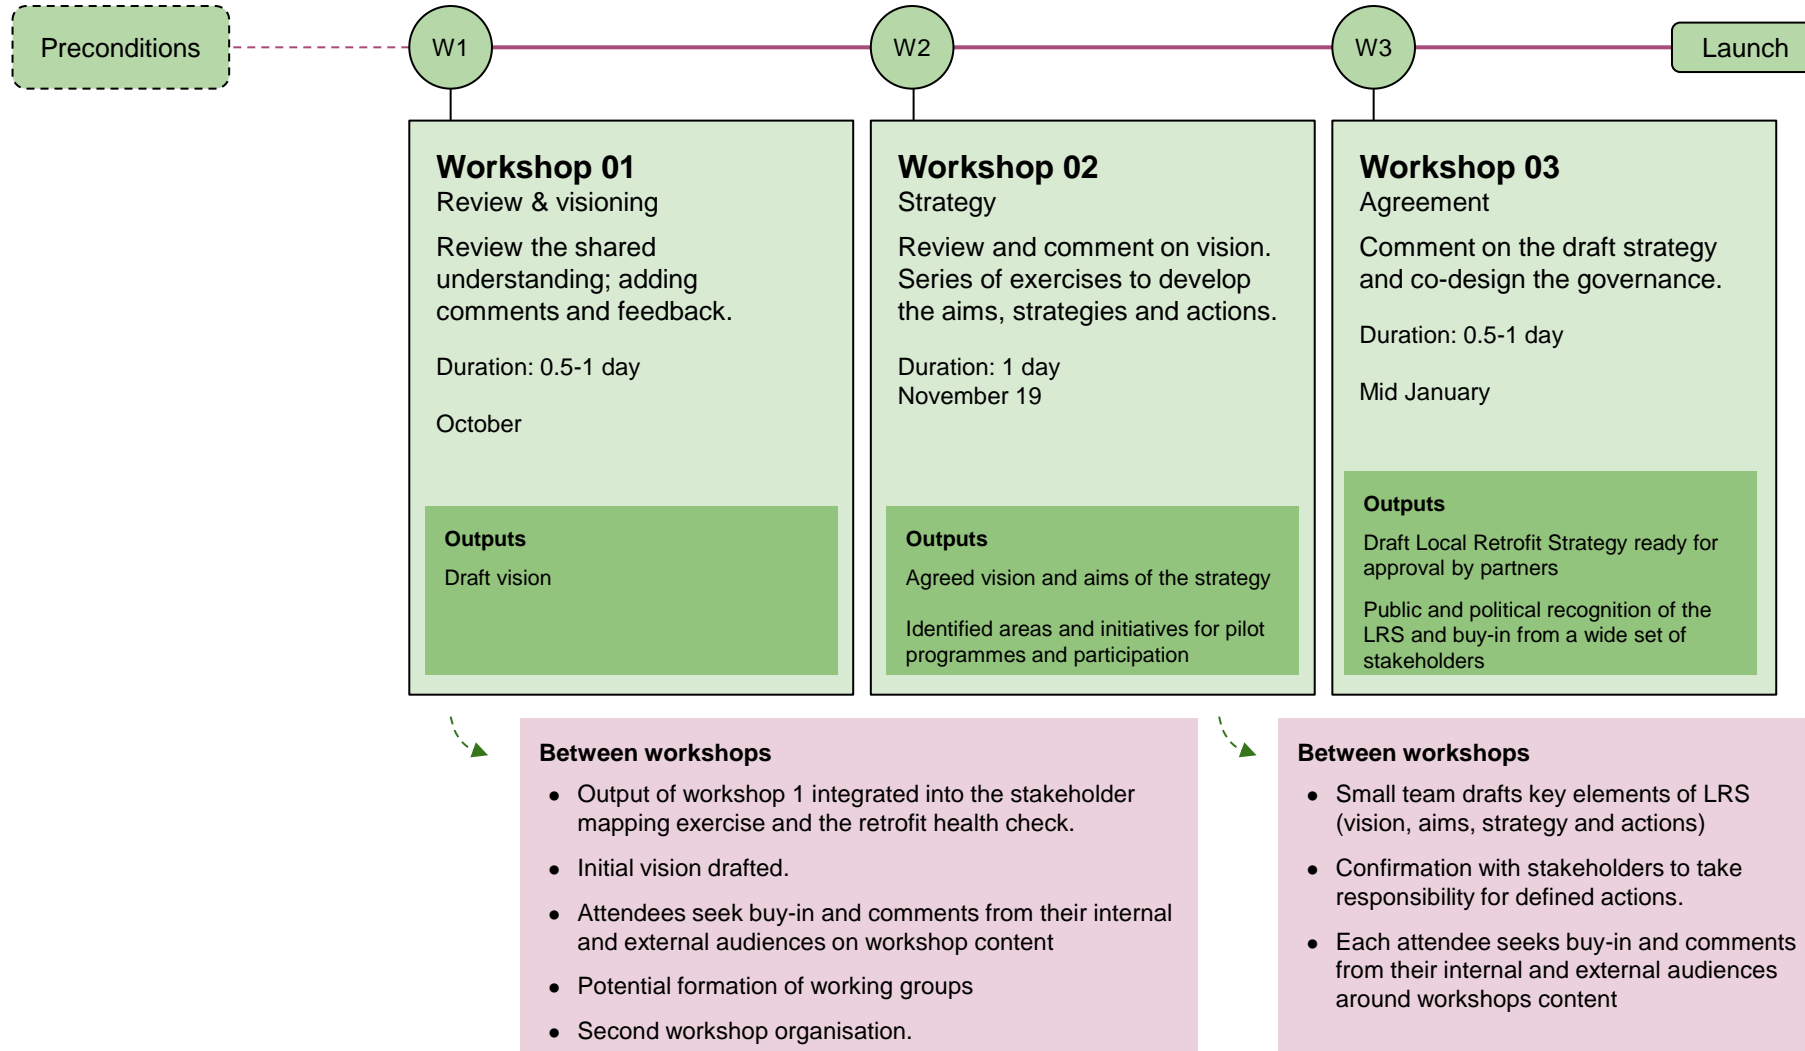 Preconditions
W1
W2
W3
Launch
Workshop 01
Review & visioning
Review the shared
understanding; adding
comments and feedback.
Duration: 0.5-1 day
October
Outputs
Draft vision
Workshop 02
Strategy
Review and comment on vision.
Series of exercises to develop
the aims, strategies and actions.
Duration: 1 day
November 19
Outputs
Agreed vision and aims of the strategy
Identified areas and initiatives for pilot
programmes and participation
Workshop 03
Agreement
Comment on the draft strategy
and co-design the governance.
Duration: 0.5-1 day
Mid January
Outputs
Draft Local Retrofit Strategy ready for
approval by partners
Public and political recognition of the
LRS and buy-in from a wide set of
stakeholders
Between workshops
● Output of workshop 1 integrated into the stakeholder
mapping exercise and the retrofit health check.
● Initial vision drafted.
● Attendees seek buy-in and comments from their internal
and external audiences on workshop content
● Potential formation of working groups
● Second workshop organisation.
Between workshops
● Small team drafts key elements of LRS
(vision, aims, strategy and actions)
● Confirmation with stakeholders to take
responsibility for defined actions.
● Each attendee seeks buy-in and comments
from their internal and external audiences
around workshops content